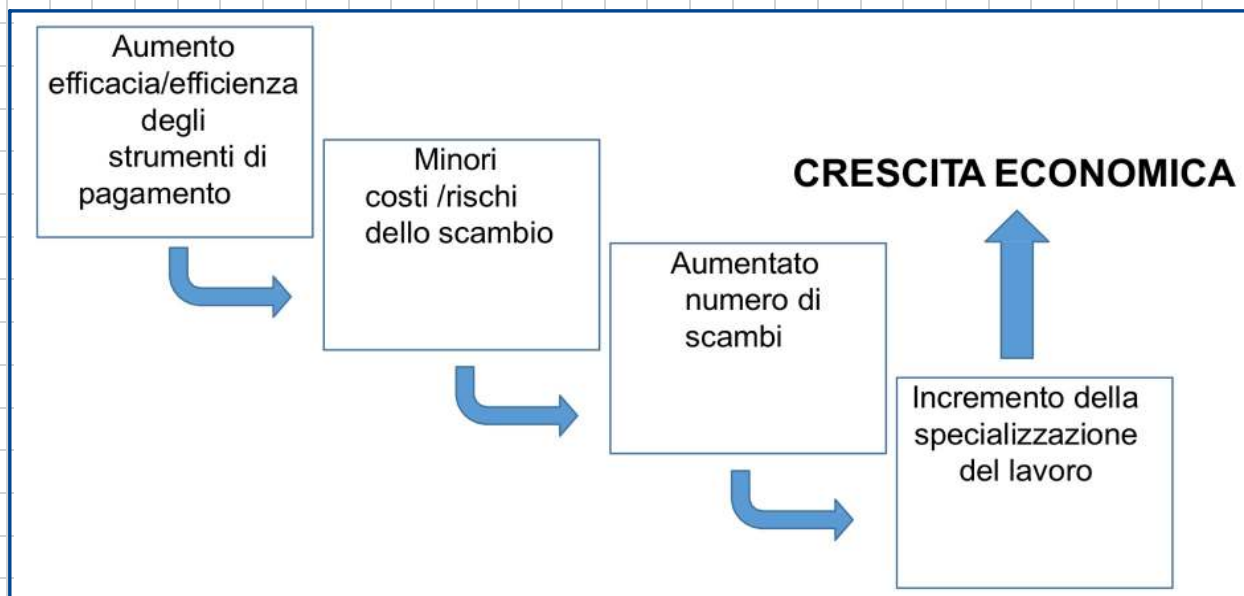 Aumento
efficacia/efficienza
degli
strumenti di
pagamento
Minori
costi /rischi
dello scambio
Aumentato
numero di
scambi
CRESCITA ECONOMICA
Incremento della
specializzazione
del lavoro